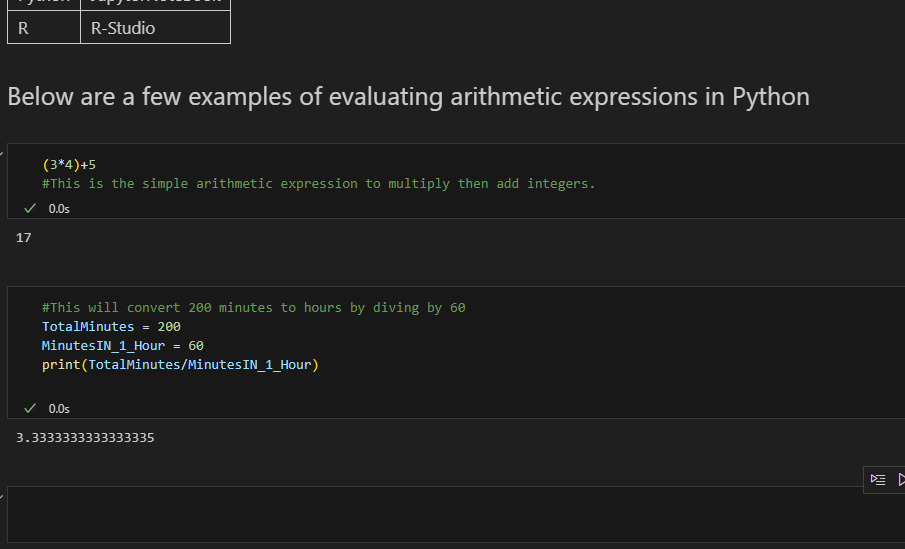 R R-Studio
Below are a few examples of evaluating arithmetic expressions in Python
(3*4)+5
#This is the simple arithmetic expression to multiply then add integers.
0.0s
17
#This will convert 200 minutes to hours by diving by 60
TotalMinutes = 200
MinutesIN_1_Hour = 60
print(TotalMinutes/MinutesIN_1_Hour)
0.0s
3.3333333333333335